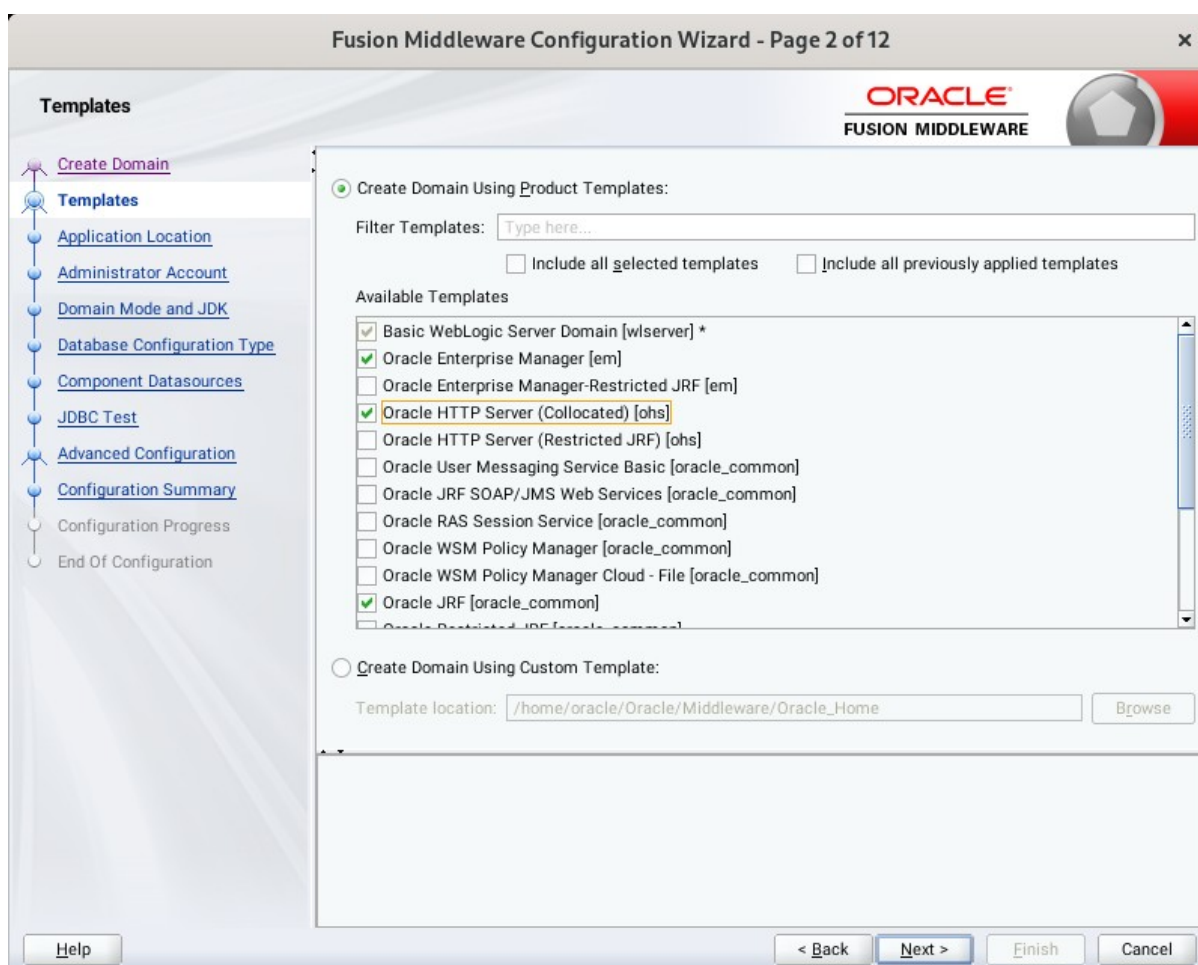 Fusion Middleware Configuration Wizard - Page 2 of 12
Templates
ORACLE
FUSION MIDDLEWARE
Create Domain
Templates
Application Location
Administrator Account
Domain Mode and JDK
Database Configuration Type
Component Datasources
JDBC Test
Advanced Configuration
Configuration Summary
Configuration Progress
End Of Configuration
Create Domain Using Product Templates:
Filter Templates: Type here...
Include all selected templates Include all previously applied templates
Available Templates
Basic WebLogic Server Domain [wlserver] *
Oracle Enterprise Manager [em]
Oracle Enterprise Manager-Restricted JRF [em]
Oracle HTTP Server (Collocated) [ohs]
Oracle HTTP Server (Restricted JRF) [ohs]
Oracle User Messaging Service Basic [oracle_common]
Oracle JRF SOAP/JMS Web Services [oracle_common]
Oracle RAS Session Service [oracle_common]
Oracle WSM Policy Manager [oracle_common]
Oracle WSM Policy Manager Cloud - File [oracle_common]
Oracle JRF [oracle_common]
Create Domain Using Custom Template:
Template location: /home/oracle/Oracle/Middleware/Oracle_Home Browse
Help < Back Next > Finish Cancel